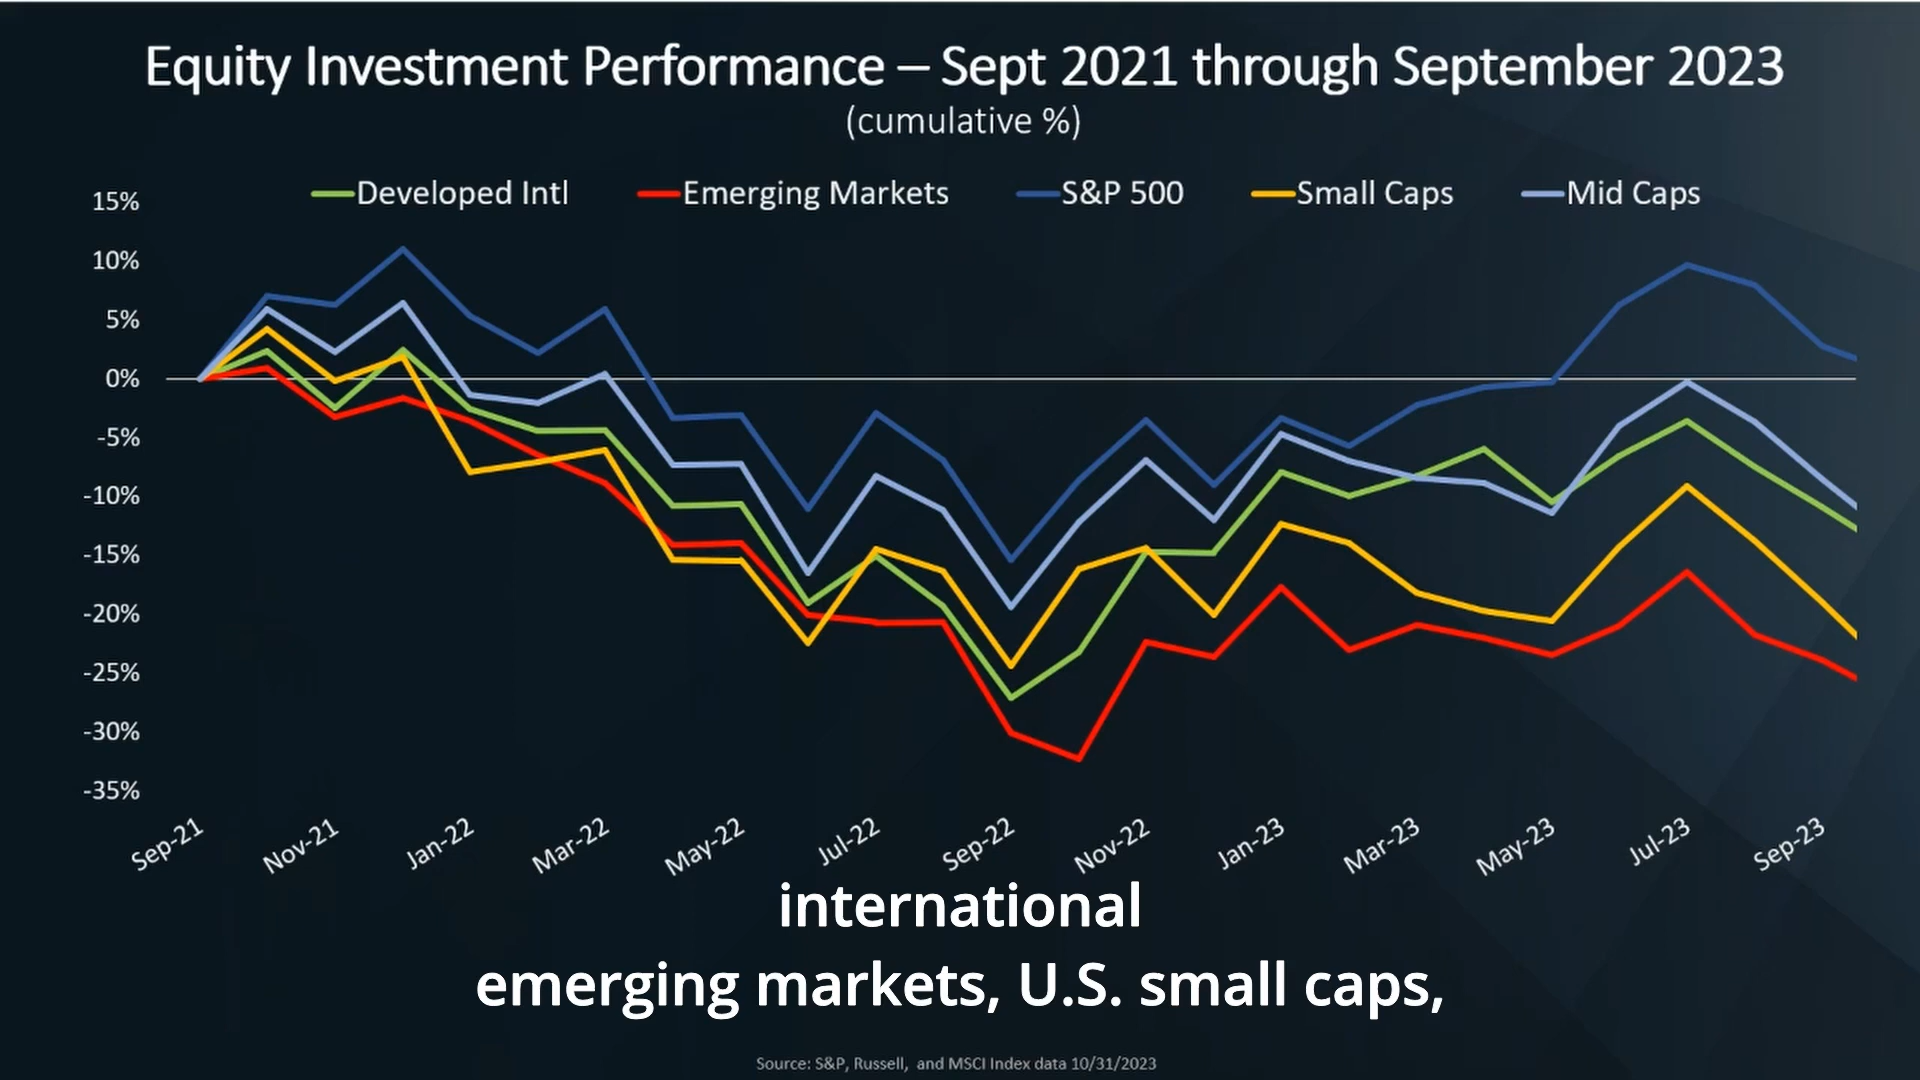 Equity Investment Performance – Sept 2021 through September 2023
(cumulative %)
Developed Intl Emerging Markets S&P 500 Small Caps Mid Caps
15%
10%
5%
0%
-5%
-10%
-15%
-20%
-25%
-30%
-35%
Sep-21 Nov-21 Jan-22 Mar-22 May-22 Jul-22 Sep-22 Nov-22 Jan-23 Mar-23 May-23 Jul-23 Sep-23
international
emerging markets, U.S. small caps,
Source: S&P, Russell, and MSCI Index data 10/31/2023